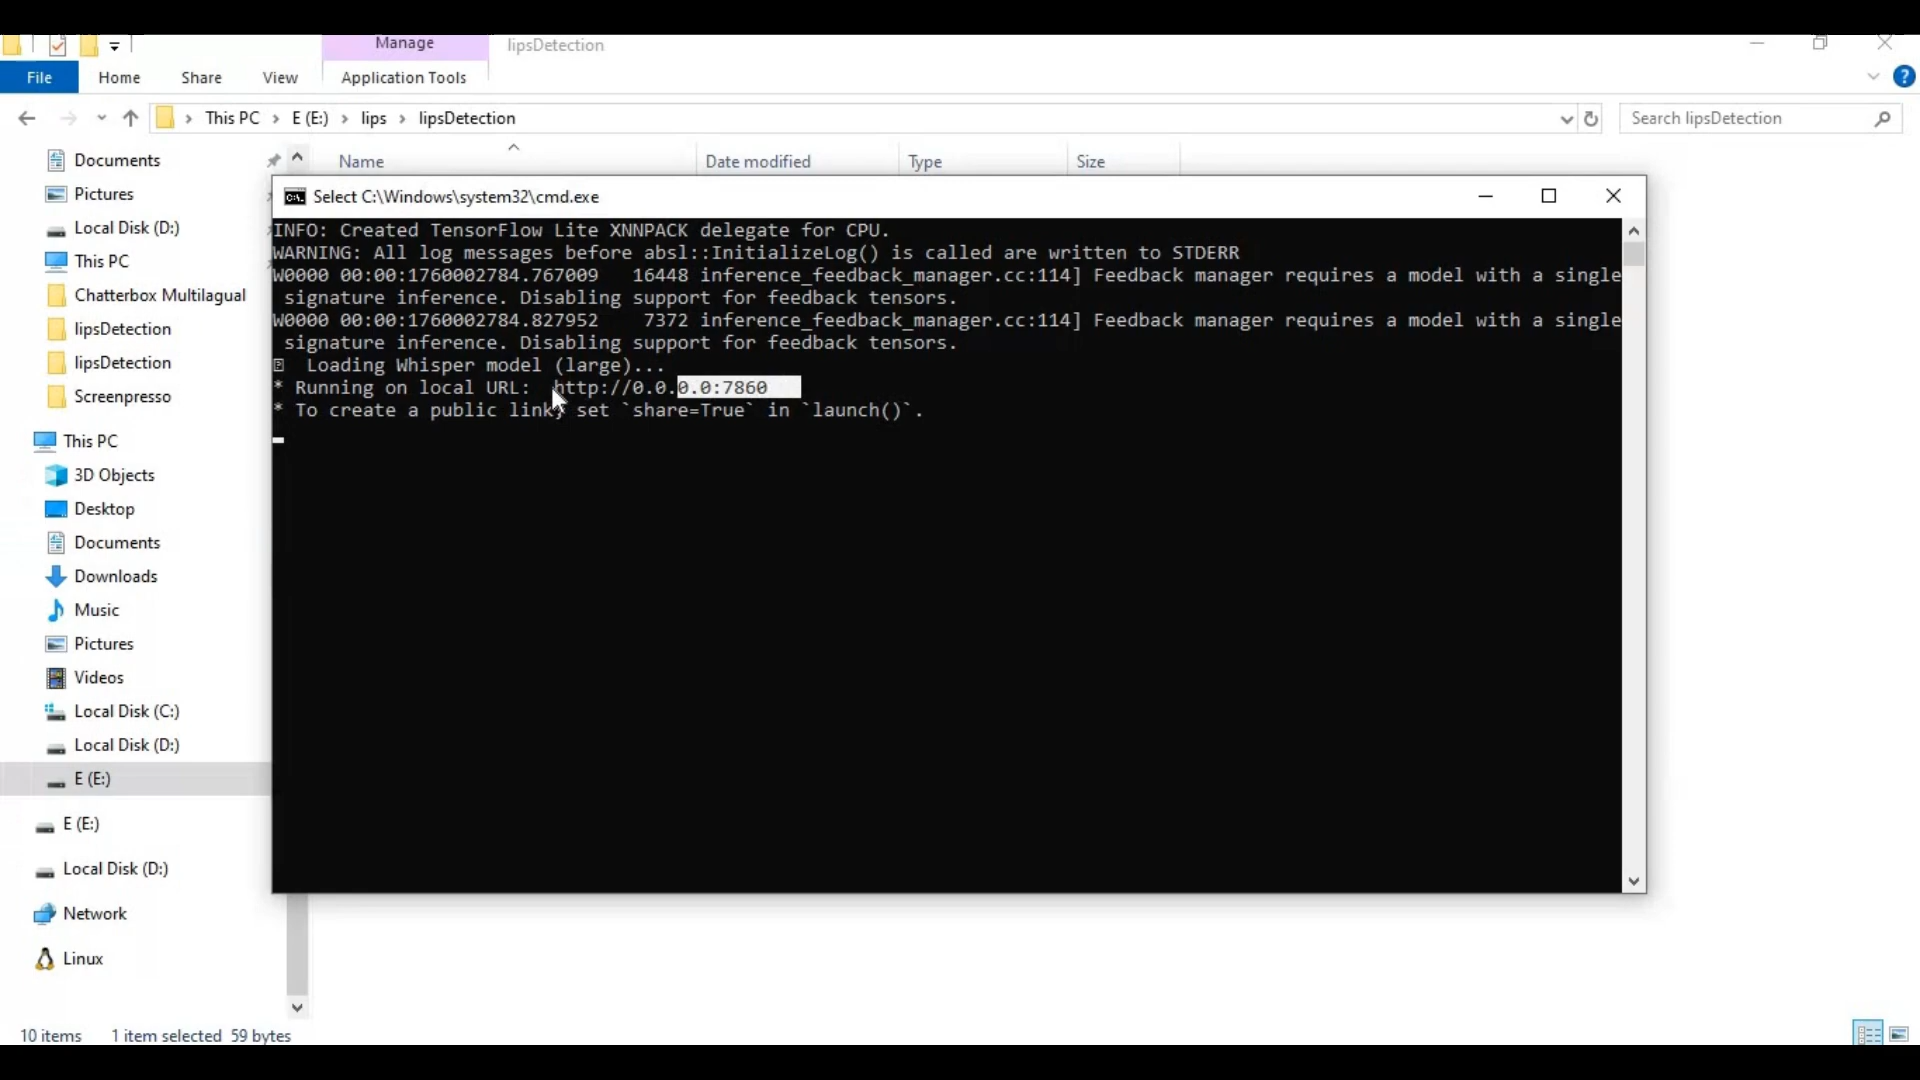 Manage
lipsDetection
File
Home
Share
View
Application Tools
This PC
E (E:)
lips
lipsDetection
Search lipsDetection
Name
Date modified
Type
Size
Documents
Pictures
Local Disk (D:)
This PC
Chatterbox Multilagual
lipsDetection
lipsDetection
Screenpresso
This PC
3D Objects
Desktop
Documents
Downloads
Music
Pictures
Videos
Local Disk (C:)
Local Disk (D:)
E (E:)
E (E:)
Local Disk (D:)
Network
Linux
10 items 1 item selected 59 bytes
Select C:\Windows\system32\cmd.exe
INFO: Created TensorFlow Lite XNNPACK delegate for CPU.
WARNING: All log messages before absl::InitializeLog() is called are written to STDERR
W0000 00:00:1760002784.767009   16448 inference_feedback_manager.cc:114] Feedback manager requires a model with a single
signature inference. Disabling support for feedback tensors.
W0000 00:00:1760002784.827952    7372 inference_feedback_manager.cc:114] Feedback manager requires a model with a single
signature inference. Disabling support for feedback tensors.
Loading Whisper model (large)...
* Running on local URL:  http://0.0.0.0:7860
* To create a public link, set `share=True` in `launch()`.